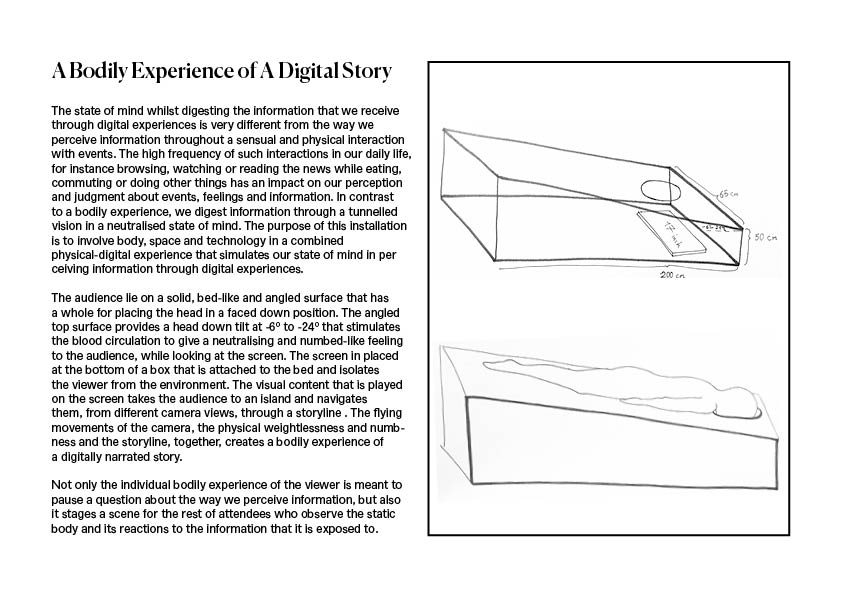 A Bodily Experience of A Digital Story
The state of mind whilst digesting the information that we receive
through digital experiences is very different from the way we
perceive information throughout a sensual and physical interaction
with events. The high frequency of such interactions in our daily life,
for instance browsing, watching or reading the news while eating,
commuting or doing other things has an impact on our perception
and judgment about events, feelings and information. In contrast
to a bodily experience, we digest information through a tunnelled
vision in a neutralised state of mind. The purpose of this installation
is to involve body, space and technology in a combined
physical-digital experience that simulates our state of mind in per
ceiving information through digital experiences.
The audience lie on a solid, bed-like and angled surface that has
a whole for placing the head in a faced down position. The angled
top surface provides a head down tilt at -6º to -24º that stimulates
the blood circulation to give a neutralising and numbed-like feeling
to the audience, while looking at the screen. The screen in placed
at the bottom of a box that is attached to the bed and isolates
the viewer from the environment. The visual content that is played
on the screen takes the audience to an island and navigates
them, from different camera views, through a storyline . The flying
movements of the camera, the physical weightlessness and numb-
ness and the storyline, together, creates a bodily experience of
a digitally narrated story.
Not only the individual bodily experience of the viewer is meant to
pause a question about the way we perceive information, but also
it stages a scene for the rest of attendees who observe the static
body and its reactions to the information that it is exposed to.
65 cm
17 inch
50 cm
200 cm